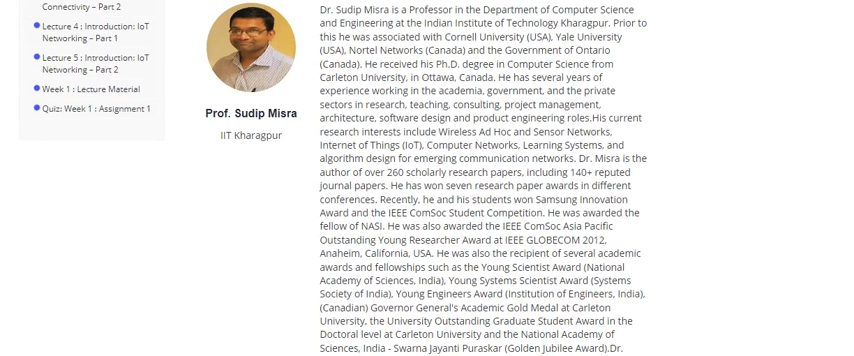 Connectivity – Part 2
Lecture 4 : Introduction: IoT
Networking – Part 1
Lecture 5 : Introduction: IoT
Networking – Part 2
Week 1 : Lecture Material
Quiz: Week 1 : Assignment 1
Prof. Sudip Misra
IIT Kharagpur
Dr. Sudip Misra is a Professor in the Department of Computer Science
and Engineering at the Indian Institute of Technology Kharagpur. Prior to
this he was associated with Cornell University (USA), Yale University
(USA), Nortel Networks (Canada) and the Government of Ontario
(Canada). He received his Ph.D. degree in Computer Science from
Carleton University, in Ottawa, Canada. He has several years of
experience working in the academia, government, and the private
sectors in research, teaching, consulting, project management,
architecture, software design and product engineering roles.His current
research interests include Wireless Ad Hoc and Sensor Networks,
Internet of Things (IoT), Computer Networks, Learning Systems, and
algorithm design for emerging communication networks. Dr. Misra is the
author of over 260 scholarly research papers, including 140+ reputed
journal papers. He has won seven research paper awards in different
conferences. Recently, he and his students won Samsung Innovation
Award and the IEEE ComSoc Student Competition. He was awarded the
fellow of NASI. He was also awarded the IEEE ComSoc Asia Pacific
Outstanding Young Researcher Award at IEEE GLOBECOM 2012,
Anaheim, California, USA. He was also the recipient of several academic
awards and fellowships such as the Young Scientist Award (National
Academy of Sciences, India), Young Systems Scientist Award (Systems
Society of India), Young Engineers Award (Institution of Engineers, India),
(Canadian) Governor General's Academic Gold Medal at Carleton
University, the University Outstanding Graduate Student Award in the
Doctoral level at Carleton University and the National Academy of
Sciences, India - Swarna Jayanti Puraskar (Golden Jubilee Award).Dr.